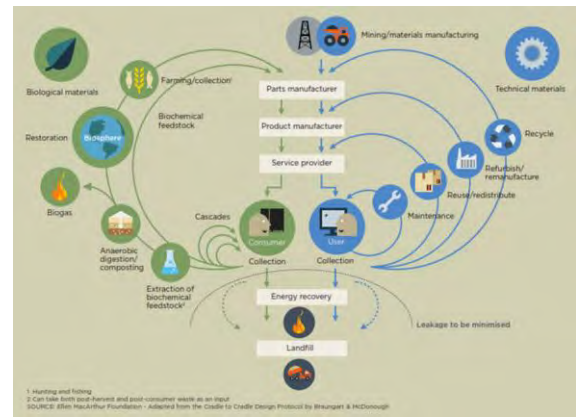 Mining/materials manufacturing
Biological materials
Farming/collection¹
Technical materials
Parts manufacturer
Biochemical
feedstock
Restoration
Biosphere
Product manufacturer
Recycle
Service provider
Refurbish/
remanufacture
Biogas
Reuse/redistribute
Maintenance
Cascades
Consumer
User
Anaerobic
digestion/
composting
Collection
Collection
Extraction of
biochemical
feedstock²
Energy recovery
Leakage to be minimised
Landfill
1 Hunting and fishing
2 Can take both post-harvest and post-consumer waste as an input
SOURCE: Ellen MacArthur Foundation - Adapted from the Cradle to Cradle Design Protocol by Braungart & McDonough